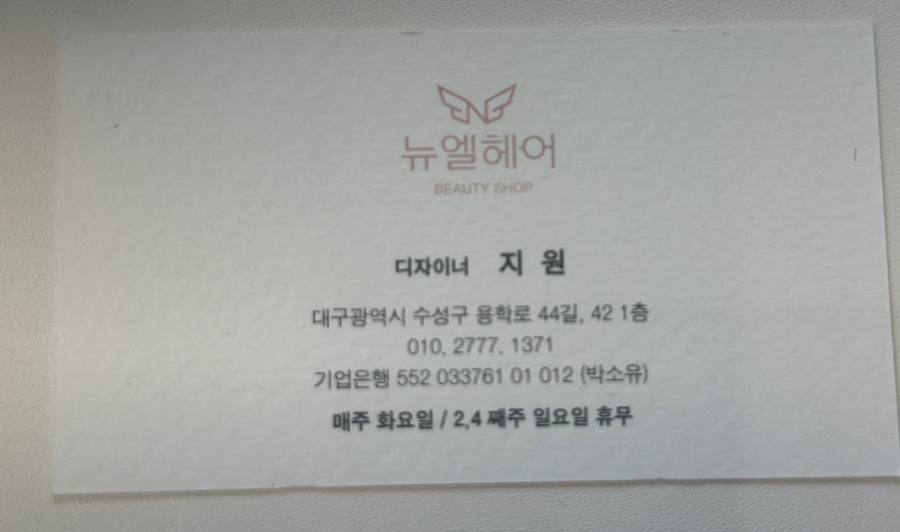 뉴엘헤어
BEAUTY SHOP
디자이너 지 원
대구광역시 수성구 용학로 44길, 42 1층
010. 2777. 1371
기업은행 552 033761 01 012 (박소유)
매주 화요일 / 2,4 째주 일요일 휴무